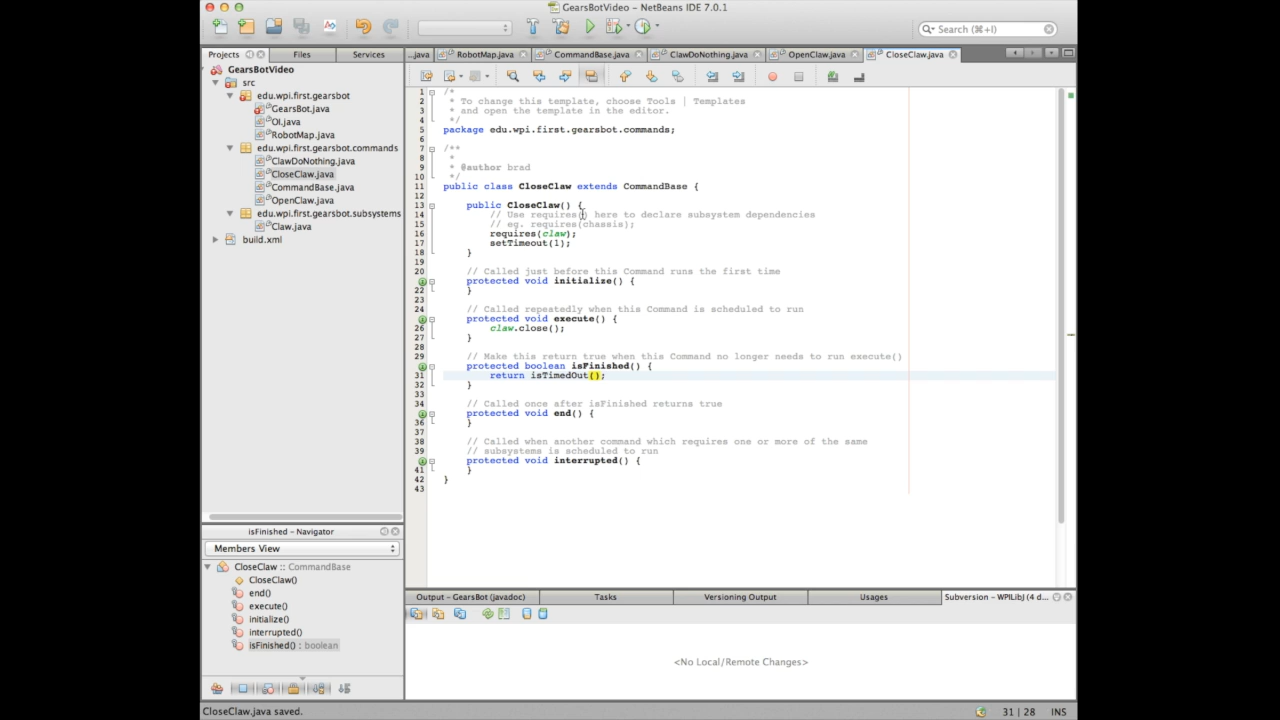 GearsBotVideo – NetBeans IDE 7.0.1
Search (⌘+I)
Projects
Files
Services
...java
RobotMap.java
CommandBase.java
ClawDoNothing.java
OpenClaw.java
CloseClaw.java
GearsBotVideo
src
edu.wpi.first.gearsbot
GearsBot.java
OI.java
RobotMap.java
edu.wpi.first.gearsbot.commands
ClawDoNothing.java
CloseClaw.java
CommandBase.java
OpenClaw.java
edu.wpi.first.gearsbot.subsystems
Claw.java
build.xml
1 /*
2 * To change this template, choose Tools | Templates
3 * and open the template in the editor.
4 */
5 package edu.wpi.first.gearsbot.commands;
6
7 /**
8 *
9 * @author brad
10 */
11 public class CloseClaw extends CommandBase {
12
13 public CloseClaw() {
14 // Use requires() here to declare subsystem dependencies
15 // eg. requires(chassis);
16 requires(claw);
17 setTimeout(1);
18 }
19
20 // Called just before this Command runs the first time
21 protected void initialize() {
22 }
23
24 // Called repeatedly when this Command is scheduled to run
25 protected void execute() {
26 claw.close();
27 }
28
29 // Make this return true when this Command no longer needs to run execute()
30 protected boolean isFinished() {
31 return isTimedOut();
32 }
33
34 // Called once after isFinished returns true
35 protected void end() {
36 }
37
38 // Called when another command which requires one or more of the same
39 // subsystems is scheduled to run
40 protected void interrupted() {
41 }
42 }
43
isFinished – Navigator
Members View
CloseClaw :: CommandBase
CloseClaw()
end()
execute()
initialize()
interrupted()
isFinished() : boolean
Output – GearsBot (javadoc)
Tasks
Versioning Output
Usages
Subversion – WPILibJ (4 d...
<No Local/Remote Changes>
CloseClaw.java saved.
31 | 28
INS